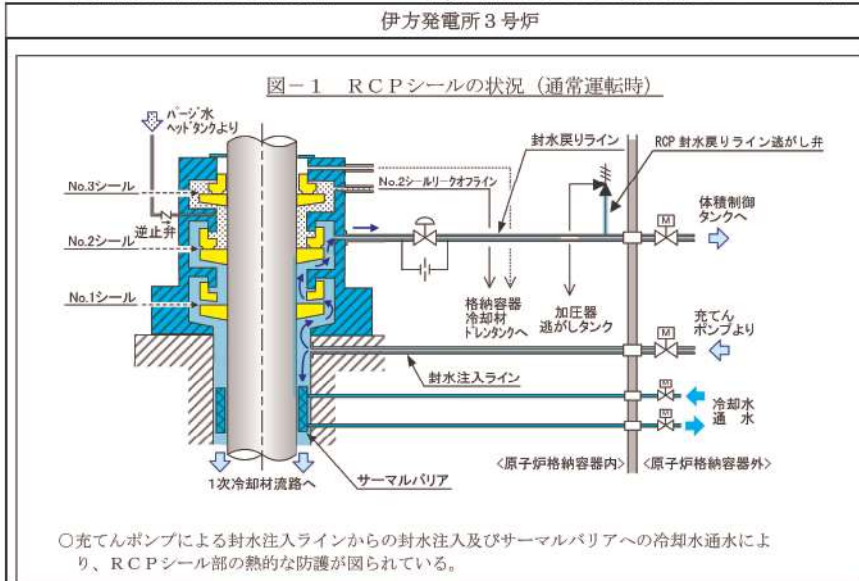 伊方発電所3号炉
図-1 RCPシールの状況(通常運転時)
パージ水
ヘッドタンクより
封水戻りライン
RCP 封水戻りライン逃がし弁
No.3シール
No.2シールリークオフライン
M
体積制御
タンクへ
逆止弁
No.2シール
No.1シール
格納容器
冷却材
ドレンタンクへ
加圧器
逃がしタンク
充てん
ポンプより
M
封水注入ライン
M
冷却水
通水
M
<原子炉格納容器内>
<原子炉格納容器外>
サーマルバリア
1次冷却材流路へ
○充てんポンプによる封水注入ラインからの封水注入及びサーマルバリアへの冷却水通水によ
り、RCPシール部の熱的な防護が図られている。